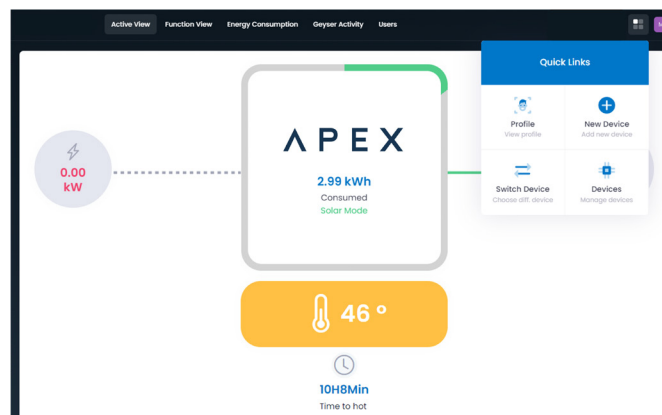 Active View Function View Energy Consumption Geyser Activity Users
Quick Links
Profile
View profile
New Device
Add new device
Switch Device
Choose diff. device
Devices
Manage devices
0.00
kW
APEX
2.99 kWh
Consumed
Solar Mode
46 °
10H8Min
Time to hot